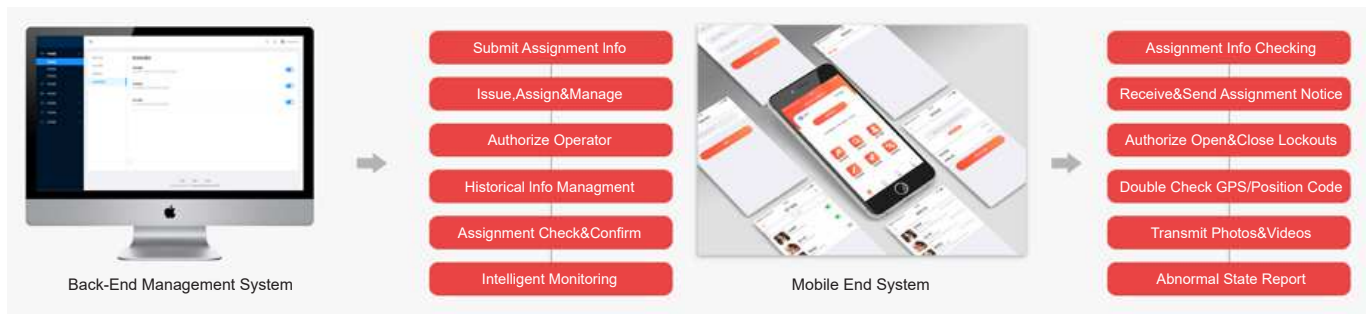 Submit Assignment Info
Issue,Assign&Manage
Authorize Operator
Historical Info Managment
Assignment Check&Confirm
Intelligent Monitoring
Back-End Management System
Assignment Info Checking
Receive&Send Assignment Notice
Authorize Open&Close Lockouts
Double Check GPS/Position Code
Transmit Photos&Videos
Abnormal State Report
Mobile End System